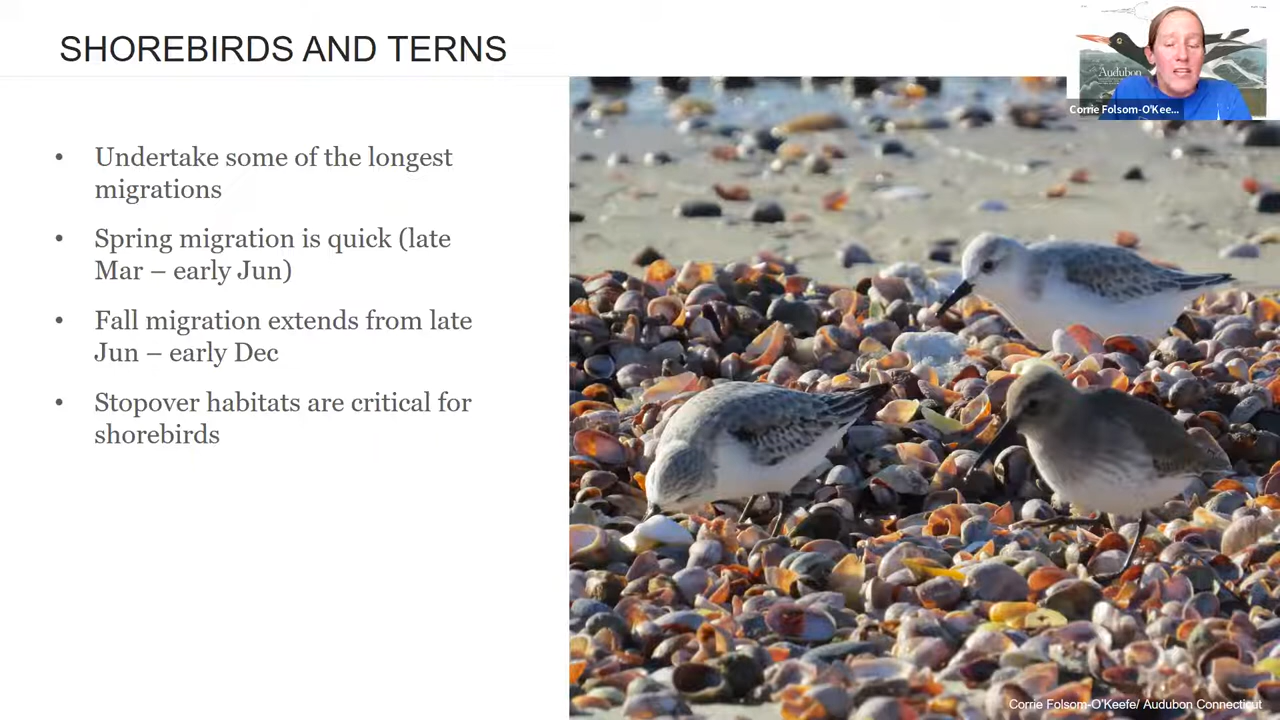 SHOREBIRDS AND TERNS
Audubon
Corrie Folsom-O'Kee...
• Undertake some of the longest
migrations
• Spring migration is quick (late
Mar – early Jun)
• Fall migration extends from late
Jun – early Dec
• Stopover habitats are critical for
shorebirds
Corrie Folsom-O'Keefe/ Audubon Connecticut